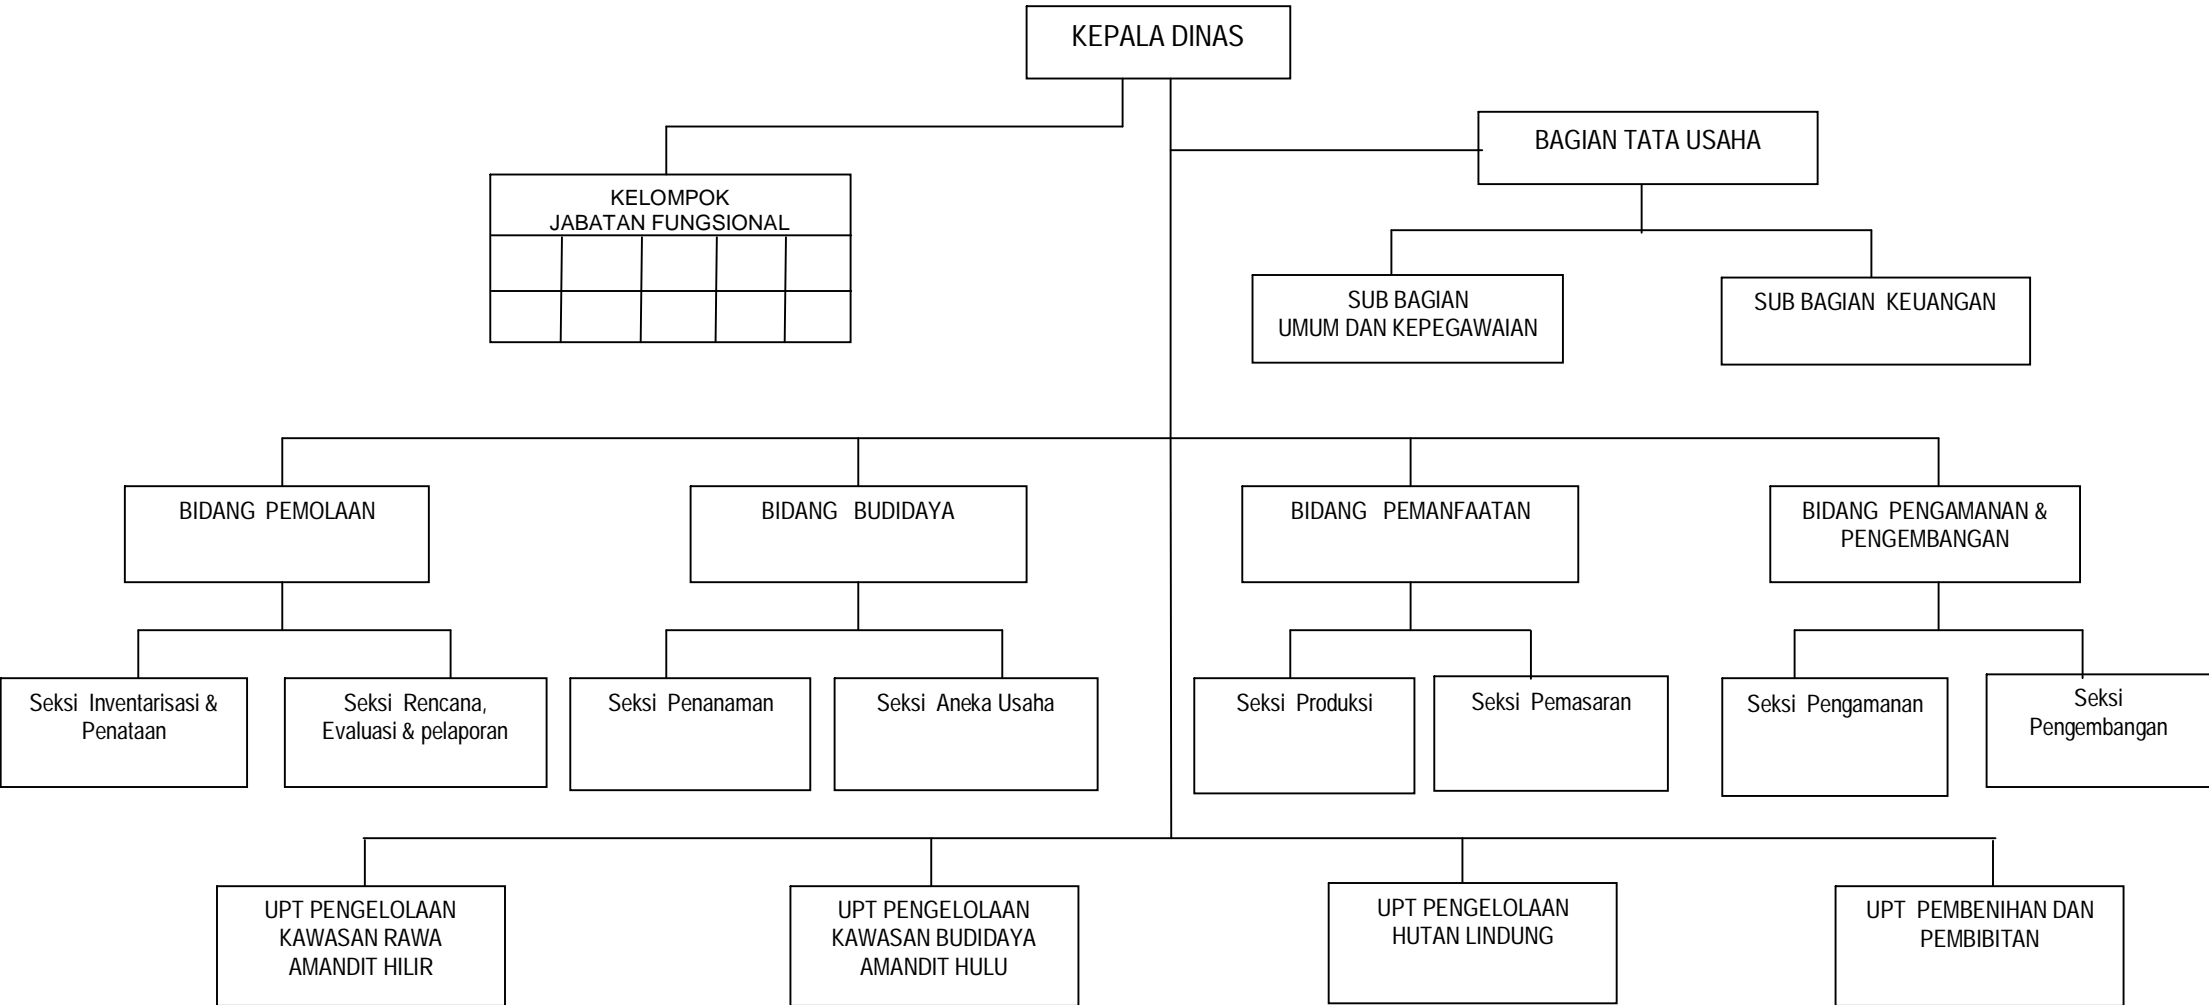 KEPALA DINAS
BAGIAN TATA USAHA
KELOMPOK
JABATAN FUNGSIONAL
SUB BAGIAN
UMUM DAN KEPEGAWAIAN
SUB BAGIAN KEUANGAN
BIDANG PEMOLAAN
BIDANG BUDIDAYA
BIDANG PEMANFAATAN
BIDANG PENGAMANAN &
PENGEMBANGAN
Seksi Inventarisasi &
Penataan
Seksi Rencana,
Evaluasi & pelaporan
Seksi Penanaman
Seksi Aneka Usaha
Seksi Produksi
Seksi Pemasaran
Seksi Pengamanan
Seksi
Pengembangan
UPT PENGELOLAAN
KAWASAN RAWA
AMANDIT HILIR
UPT PENGELOLAAN
KAWASAN BUDIDAYA
AMANDIT HULU
UPT PENGELOLAAN
HUTAN LINDUNG
UPT PEMBENIHAN DAN
PEMBIBITAN